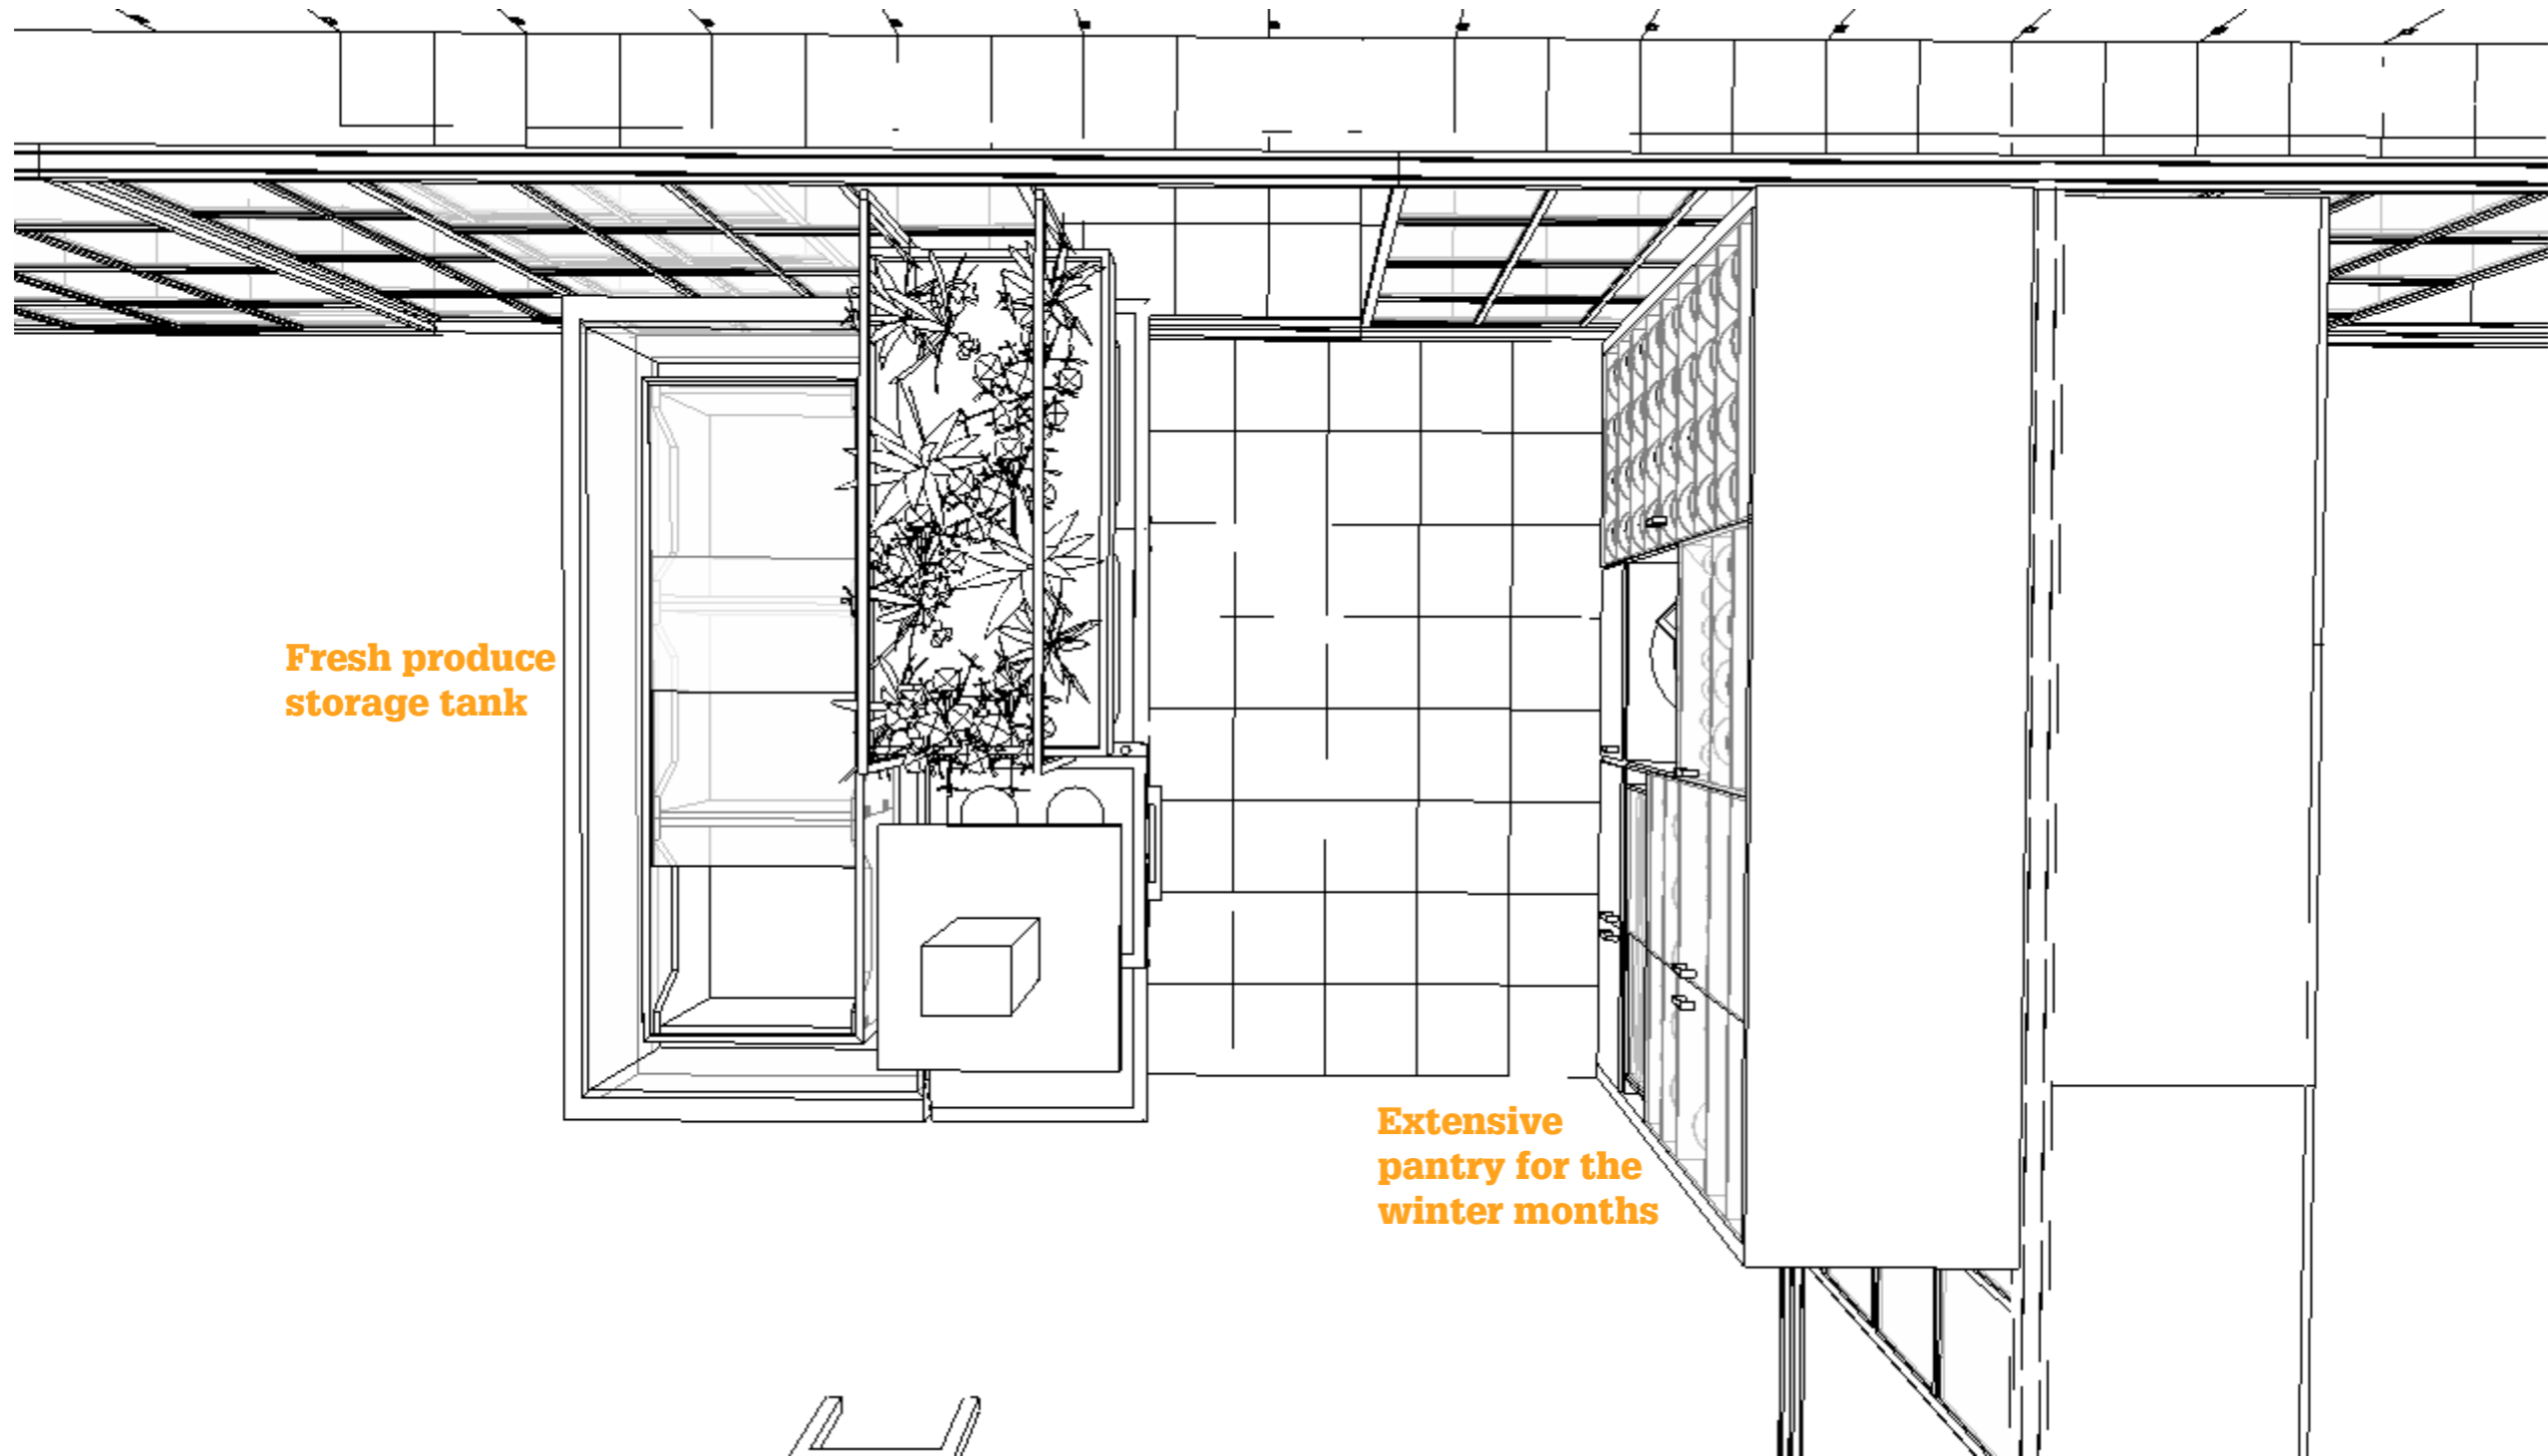 Fresh produce
storage tank
Extensive
pantry for the
winter months